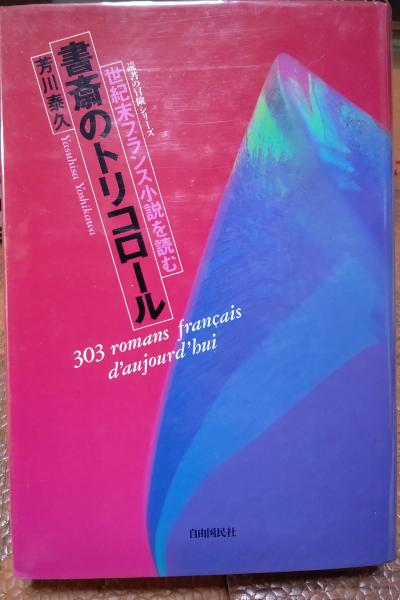 読書の冒険シリーズ
世紀末フランス小説を読む
書斎のトリコロール
芳川泰久
Yasuhisa Yoshikawa
303 romans français
d'aujourd'hui
自由国民社